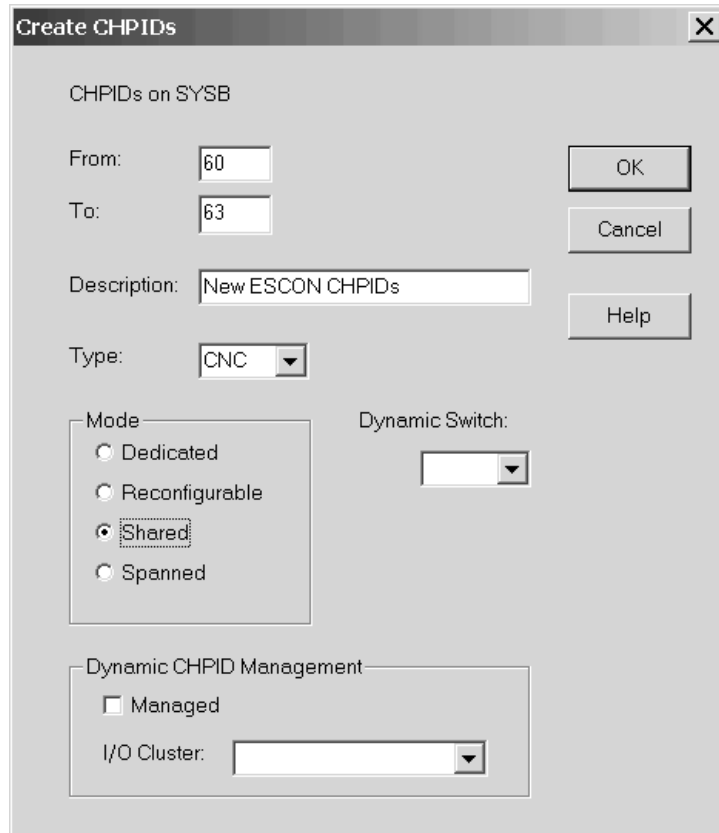 Create CHPIDs
CHPIDs on SYSB
From: 60
To: 63
Description: New ESCON CHPIDs
Type: CNC
OK
Cancel
Help
Mode
Dedicated
Reconfigurable
Shared
Spanned
Dynamic Switch:
Dynamic CHPID Management
Managed
I/O Cluster: